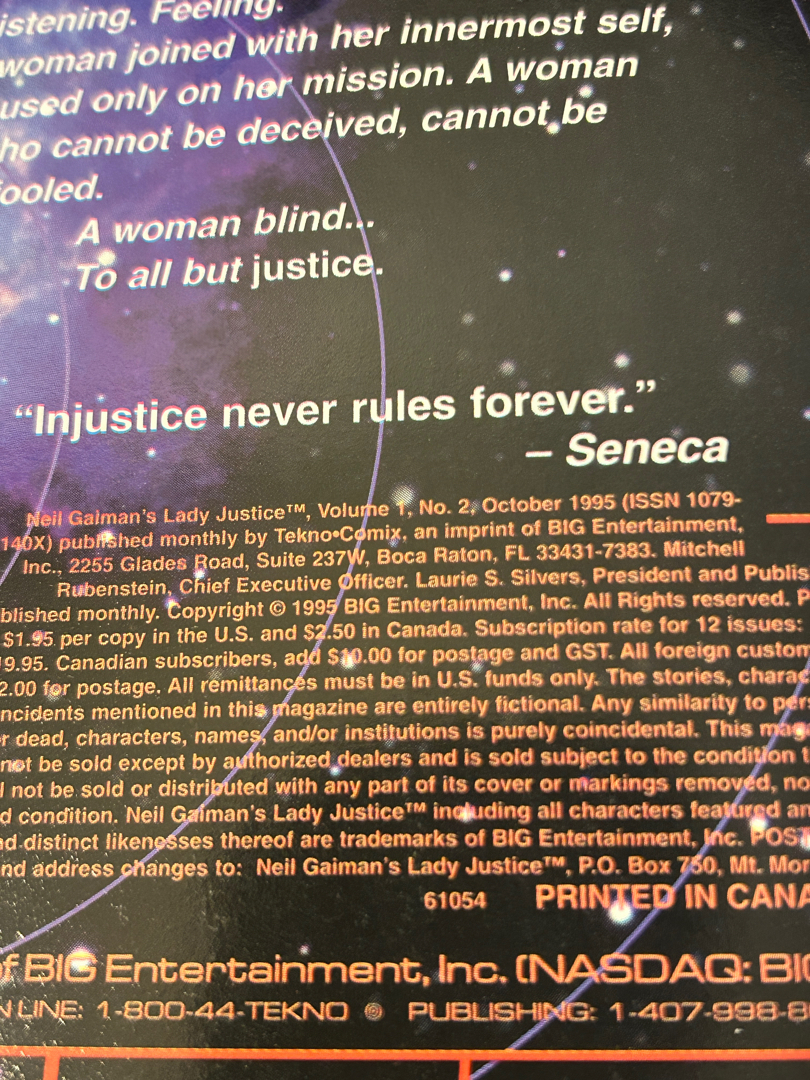 istening. Feeling.
woman joined with her innermost self,
used only on her mission. A woman
ho cannot be deceived, cannot be
ooled.
A woman blind...
To all but justice.
“Injustice never rules forever.”
– Seneca
Neil Gaiman’s Lady Justice™, Volume 1, No. 2, October 1995 (ISSN 1079-
140X) published monthly by Tekno•Comix, an imprint of BIG Entertainment,
Inc., 2255 Glades Road, Suite 237W, Boca Raton, FL 33431-7383. Mitchell
Rubenstein, Chief Executive Officer. Laurie S. Silvers, President and Publis
blished monthly. Copyright © 1995 BIG Entertainment, Inc. All Rights reserved. P
$1.95 per copy in the U.S. and $2.50 in Canada. Subscription rate for 12 issues:
9.95. Canadian subscribers, add $10.00 for postage and GST. All foreign custom
2.00 for postage. All remittances must be in U.S. funds only. The stories, charac
ncidents mentioned in this magazine are entirely fictional. Any similarity to per
r dead, characters, names, and/or institutions is purely coincidental. This maga
not be sold except by authorized dealers and is sold subject to the condition t
l not be sold or distributed with any part of its cover or markings removed, no
d condition. Neil Gaiman’s Lady Justice™ including all characters featured an
nd distinct likenesses thereof are trademarks of BIG Entertainment, Inc. POST
nd address changes to: Neil Gaiman’s Lady Justice™, P.O. Box 750, Mt. Mor
61054 PRINTED IN CANA
of BIG Entertainment, Inc. (NASDAQ: BIG
N LINE: 1-800-44-TEKNO PUBLISHING: 1-407-998-8